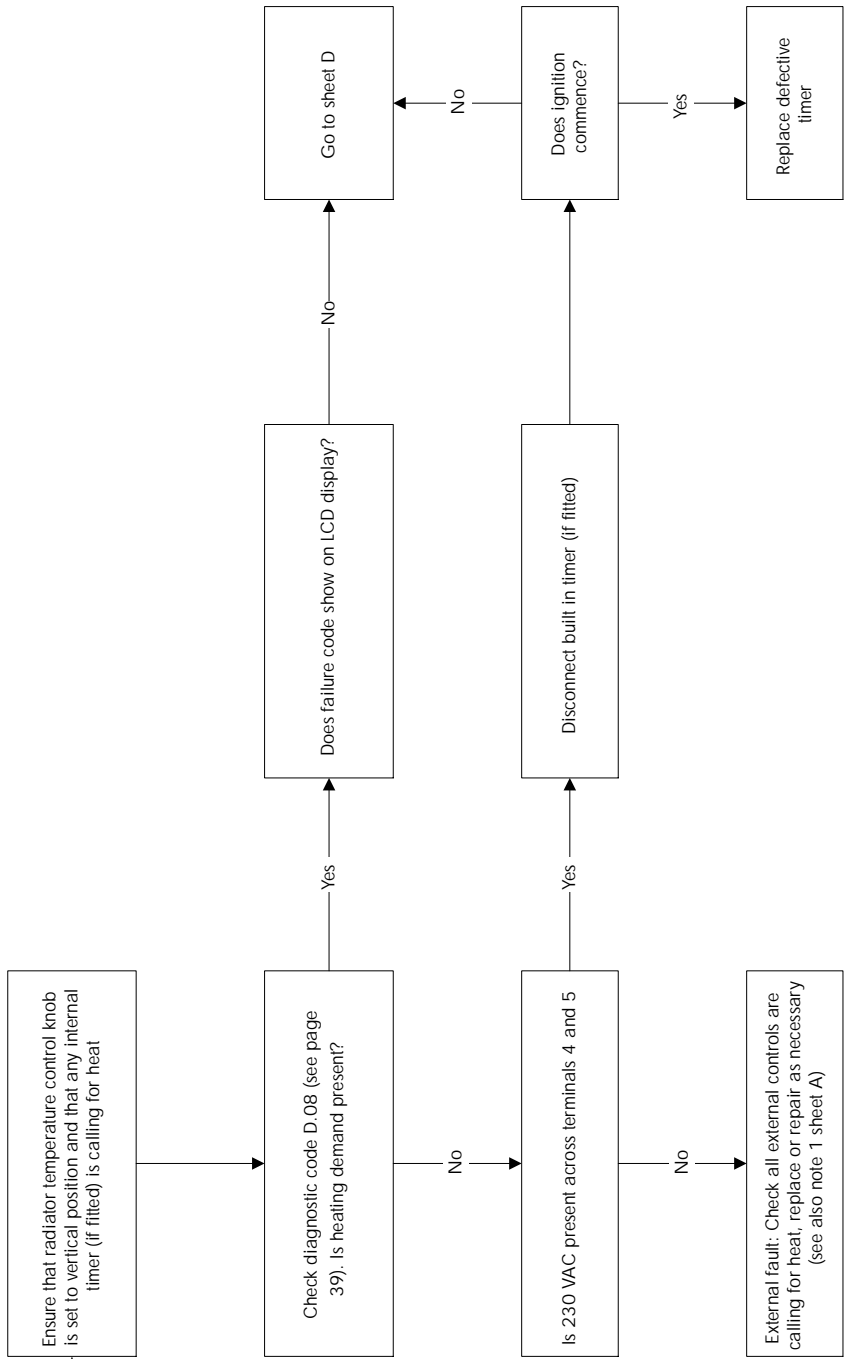 Ensure that radiator temperature control knob
is set to vertical position and that any internal
timer (if fitted) is calling for heat
Check diagnostic code D.08 (see page
39). Is heating demand present?
Yes
Does failure code show on LCD display?
No
Go to sheet D
No
Is 230 VAC present across terminals 4 and 5
Yes
Disconnect built in timer (if fitted)
Does ignition
commence?
No
Yes
Replace defective
timer
No
External fault: Check all external controls are
calling for heat, replace or repair as necessary
(see also note 1 sheet A)